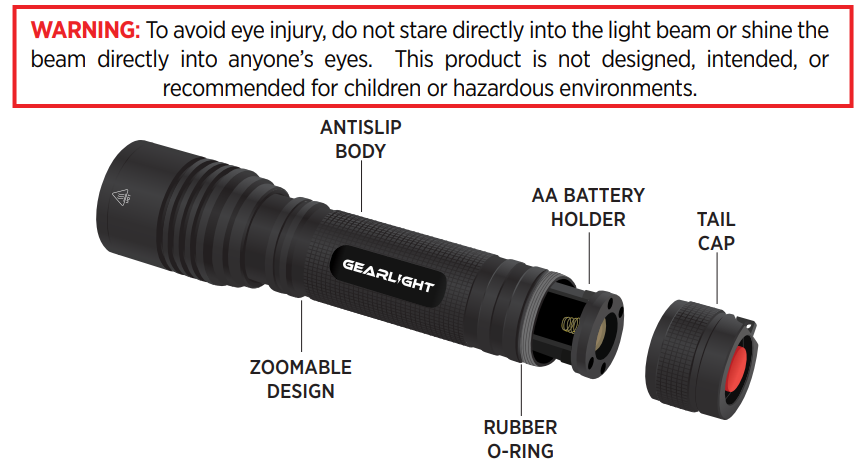 WARNING: To avoid eye injury, do not stare directly into the light beam or shine the
beam directly into anyone’s eyes. This product is not designed, intended, or
recommended for children or hazardous environments.
ANTISLIP
BODY
AA BATTERY
HOLDER
TAIL
CAP
GEARLIGHT
ZOOMABLE
DESIGN
RUBBER
O-RING